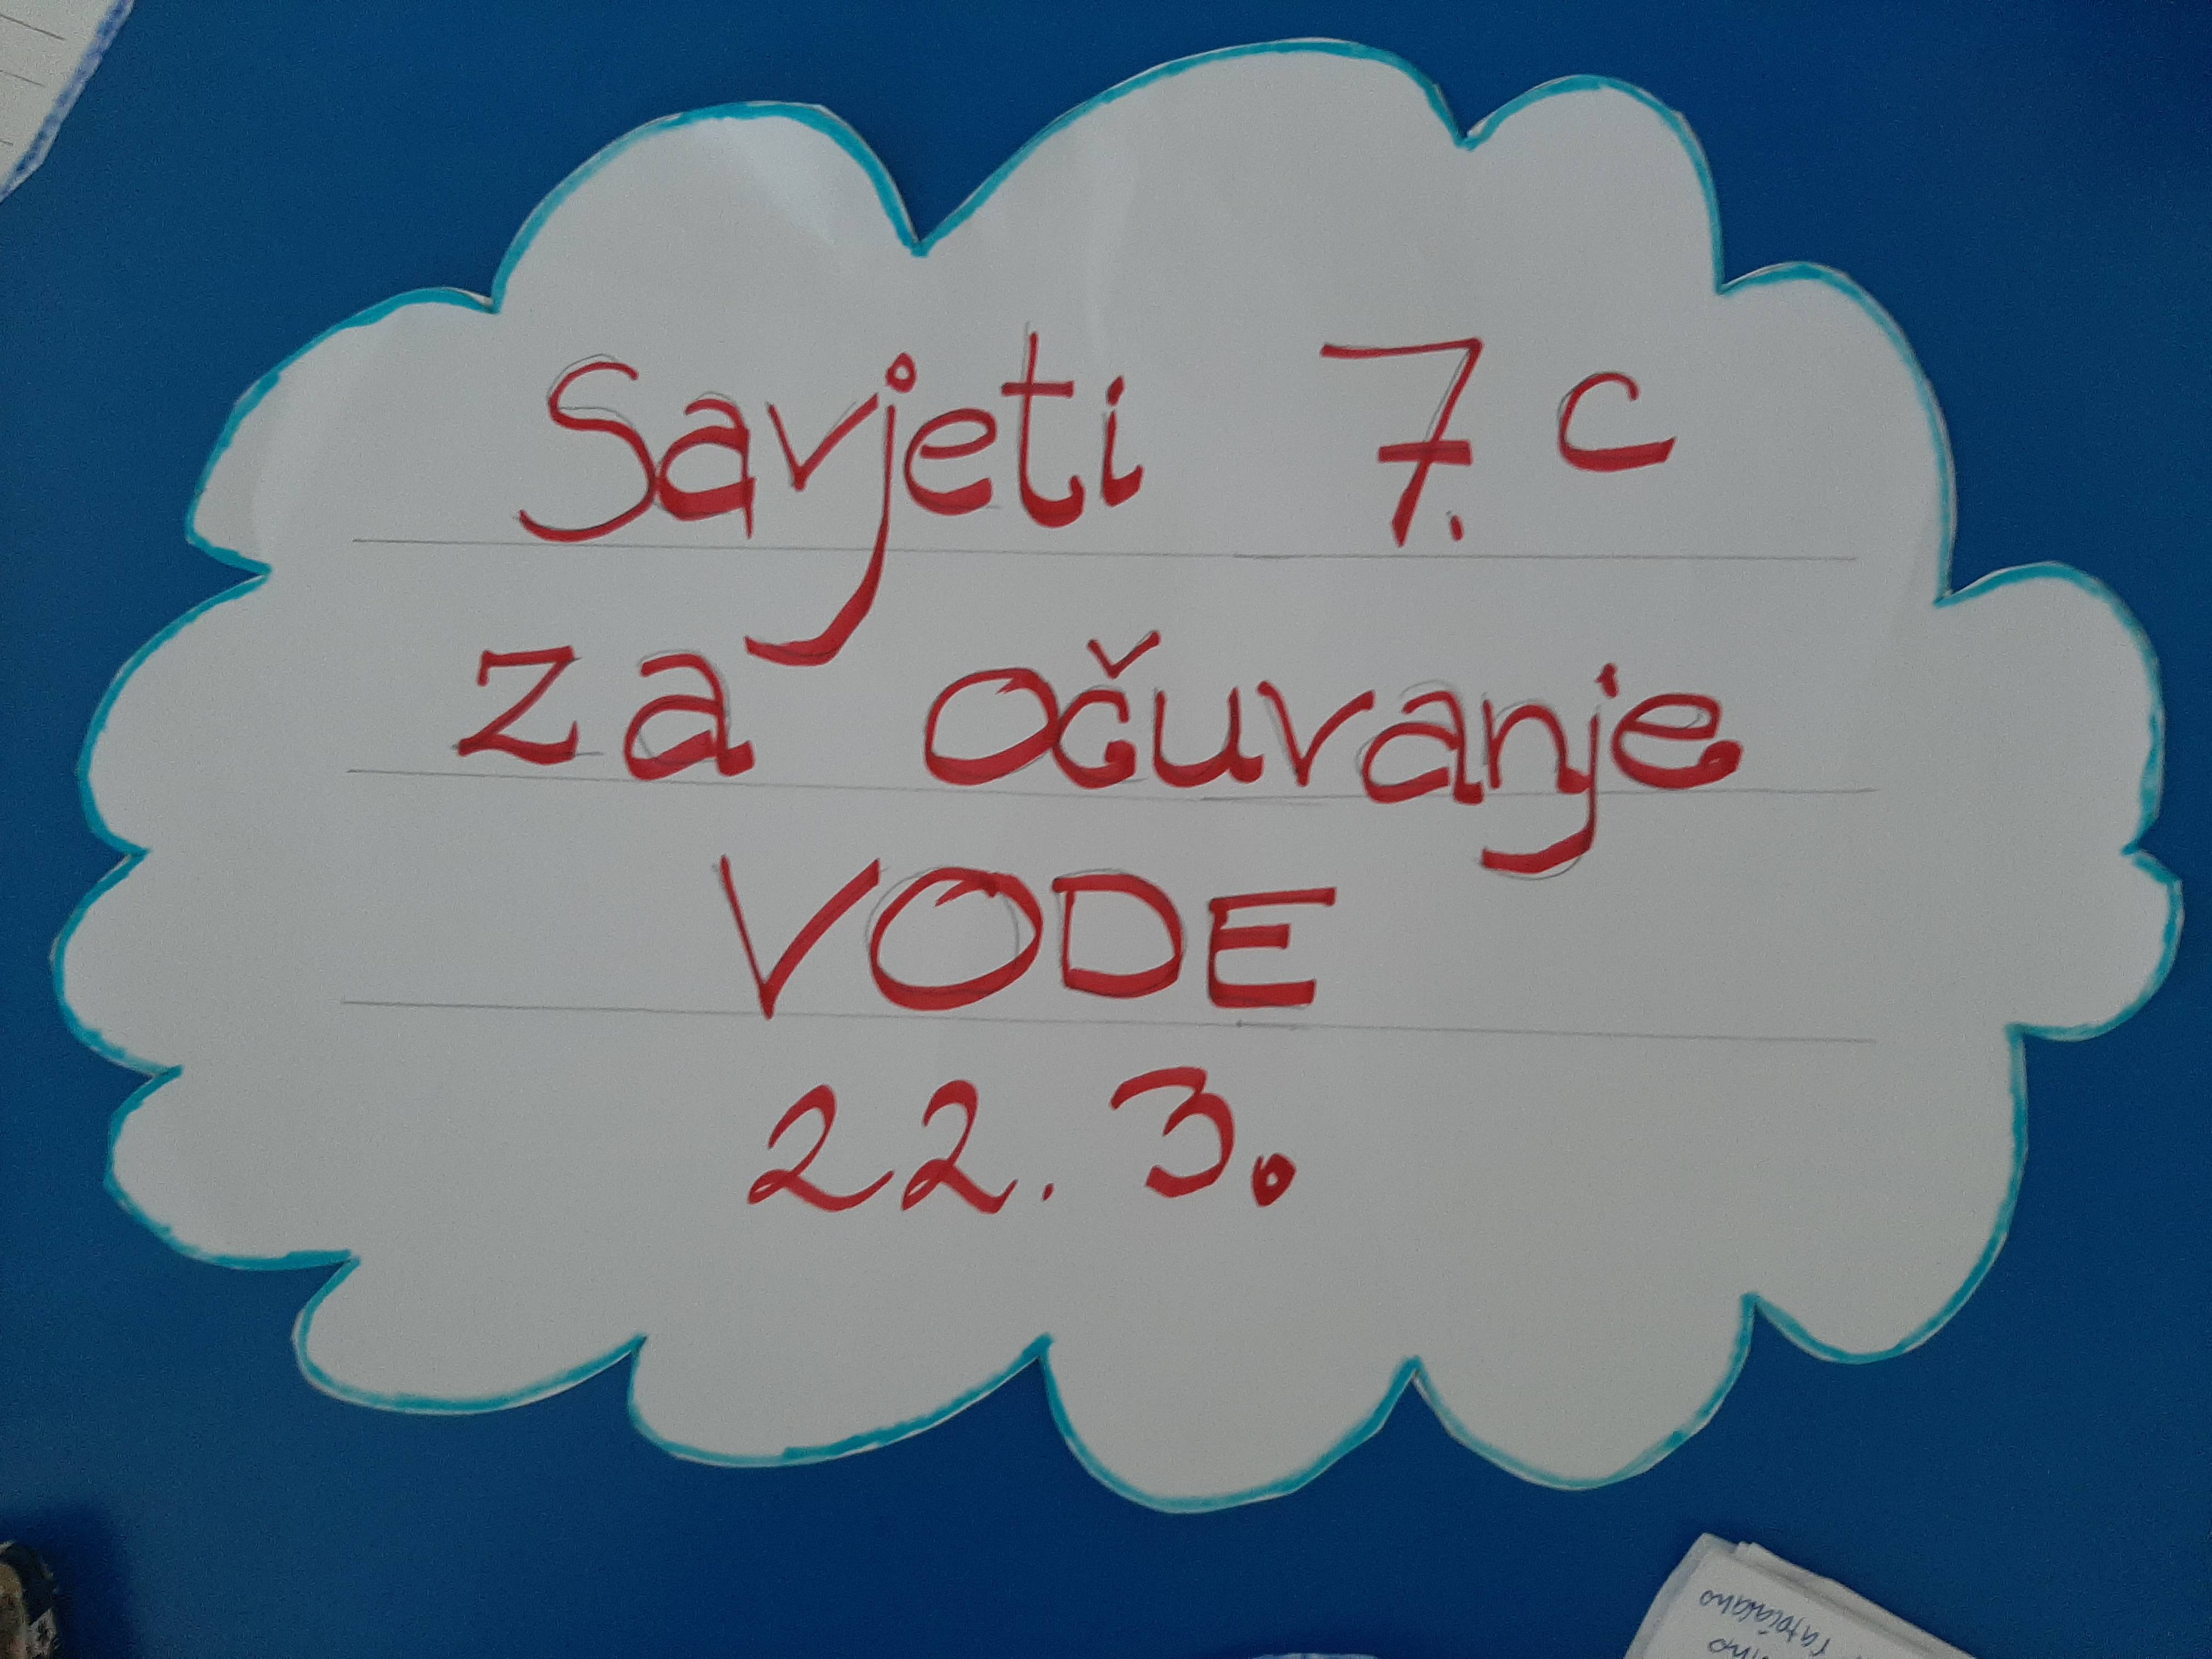 Savjeti 7.c
za očuvanje
VODE
22.3.